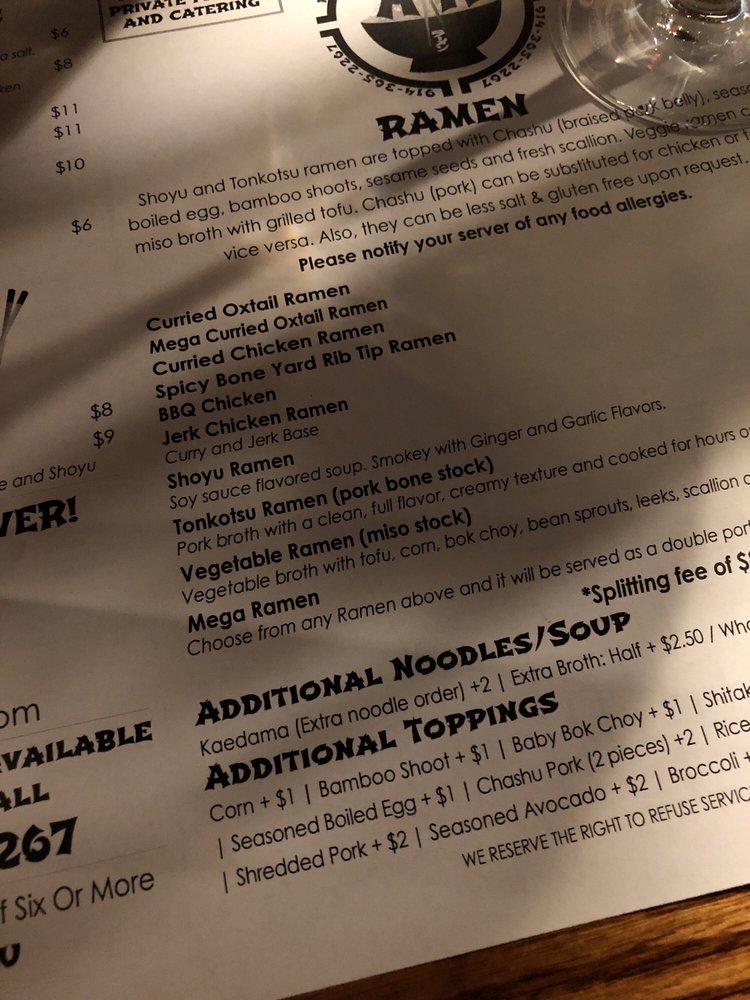 PRIVATE
AND CATERING
$6
a salt.
$8
ken
$11
$11
$10
$6
914-365-2267
914-365-2267
RAMEN
Shoyu and Tonkotsu ramen are topped with Chashu (braised pork belly),
boiled egg, bamboo shoots, sesame seeds and fresh scallion. Veggie ramen
miso broth with grilled tofu. Chashu (pork) can be substituted for chicken or
vice versa. Also, they can be less salt & gluten free upon request.
Please notify your server of any food allergies.
Curried Oxtail Ramen
Mega Curried Oxtail Ramen
Curried Chicken Ramen
Spicy Bone Yard Rib Tip Ramen
BBQ Chicken
Jerk Chicken Ramen
Curry and Jerk Base
Shoyu Ramen
Soy sauce flavored soup. Smokey with Ginger and Garlic Flavors.
Tonkotsu Ramen (pork bone stock)
Pork broth with a clean, full flavor, creamy texture and cooked for hours
Vegetable Ramen (miso stock)
Vegetable broth with tofu, corn, bok choy, bean sprouts, leeks, scallion
Mega Ramen
Choose from any Ramen above and it will be served as a double
*Splitting fee of
ADDITIONAL NOODLES/SOUP
Kaedama (Extra noodle order) +2 | Extra Broth: Half + $2.50 /
ADDITIONAL TOPPINGS
Corn + $1 | Bamboo Shoot + $1 | Baby Bok Choy + $1 |
| Seasoned Boiled Egg + $1 | Chashu Pork (2 pieces) +2 | Rice
| Shredded Pork + $2 | Seasoned Avocado + $2 | Broccoli +
WE RESERVE THE RIGHT TO REFUSE
$8
$9
e and Shoyu
VER!
om
VAILABLE
ALL
267
f Six Or More
U